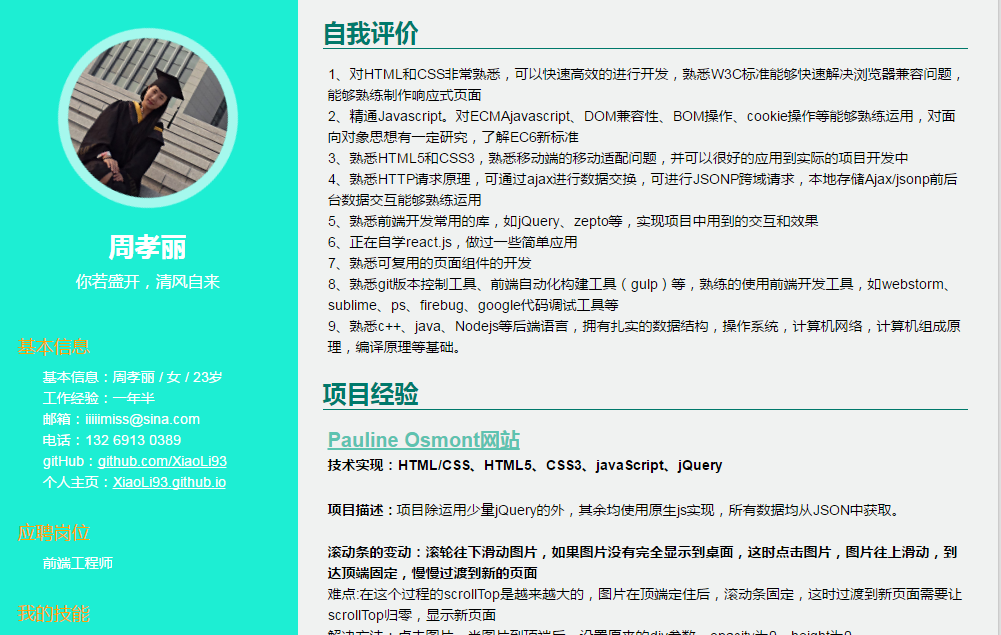 周孝丽
你若盛开，清风自来
基本信息
基本信息：周孝丽 / 女 / 23岁
工作经验：一年半
邮箱：iiiiimiss@sina.com
电话：132 6913 0389
gitHub：github.com/XiaoLi93
个人主页：XiaoLi93.github.io
应聘岗位
前端工程师
我的技能
自我评价
1、对HTML和CSS非常熟悉，可以快速高效的进行开发，熟悉W3C标准能够快速解决浏览器兼容问题，
能够熟练制作响应式页面
2、精通Javascript。对ECMAjavascript、DOM兼容性、BOM操作、cookie操作等能够熟练运用，对面
向对象思想有一定研究，了解EC6新标准
3、熟悉HTML5和CSS3，熟悉移动端的移动适配问题，并可以很好的应用到实际的项目开发中
4、熟悉HTTP请求原理，可通过ajax进行数据交换，可进行JSONP跨域请求，本地存储Ajax/jsonp前后
台数据交互能够熟练运用
5、熟悉前端开发常用的库，如jQuery、zepto等，实现项目中用到的交互和效果
6、正在自学react.js，做过一些简单应用
7、熟悉可复用的页面组件的开发
8、熟悉git版本控制工具、前端自动化构建工具（gulp）等，熟练的使用前端开发工具，如webstorm、
sublime、ps、firebug、google代码调试工具等
9、熟悉c++、java、Nodejs等后端语言，拥有扎实的数据结构，操作系统，计算机网络，计算机组成原
理，编译原理等基础。
项目经验
Pauline Osmont网站
技术实现：HTML/CSS、HTML5、CSS3、javaScript、jQuery
项目描述：项目除运用少量jQuery的外，其余均使用原生js实现，所有数据均从JSON中获取。
滚动条的变动：滚轮往下滑动图片，如果图片没有完全显示到桌面，这时点击图片，图片往上滑动，到
达顶端固定，慢慢过渡到新的页面
难点:在这个过程的scrollTop是越来越大的，图片在顶端定住后，滚动条固定，这时过渡到新页面需要让
scrollTop归零，显示新页面